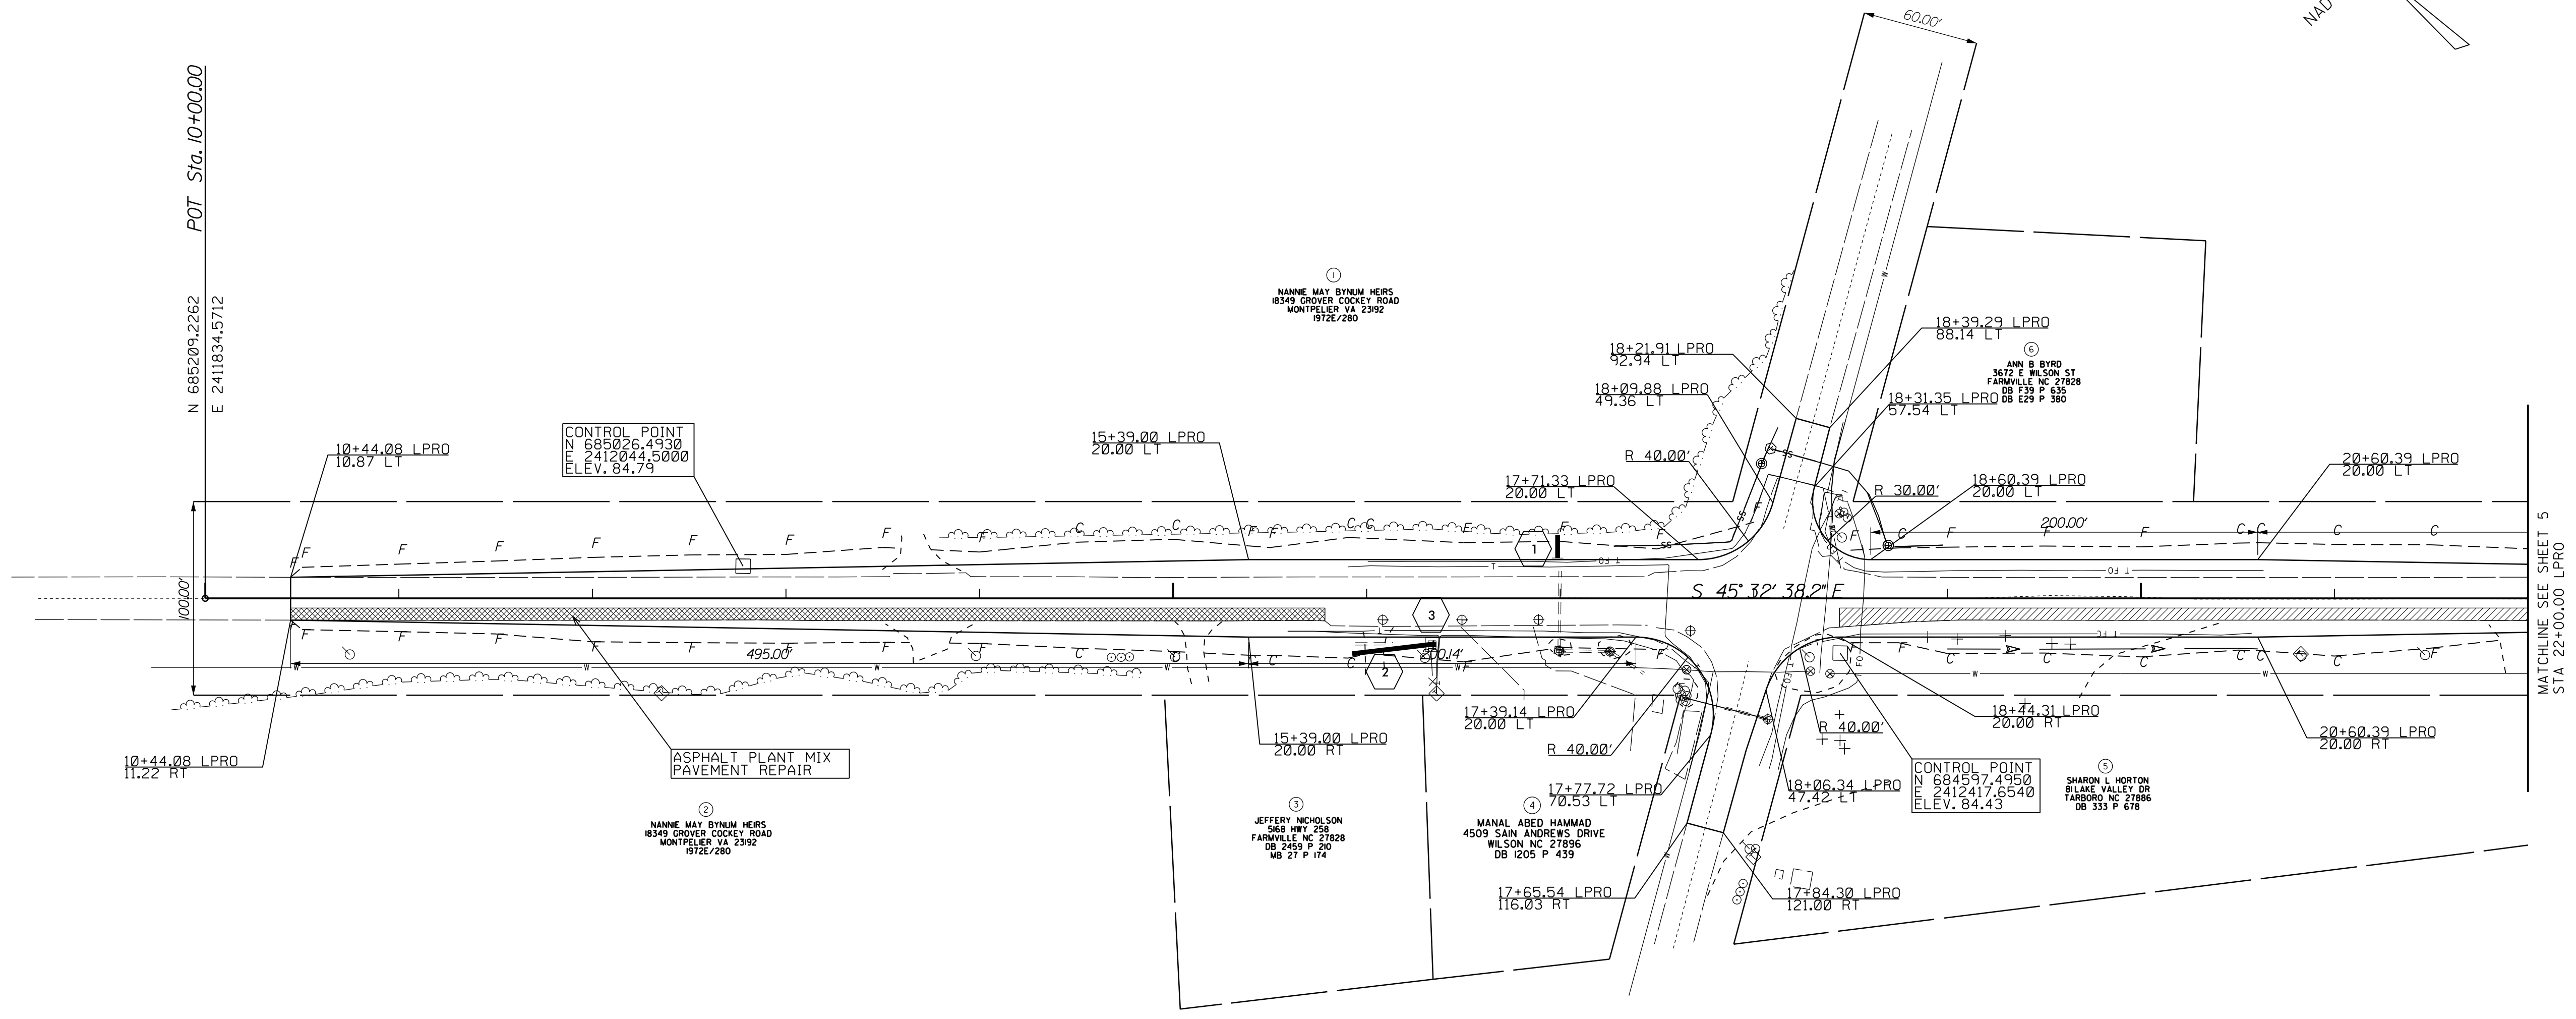 NAD
60.00'
POT Sta. 10+00.00
N 685209.2262
E 2411834.5712
1
NANNIE MAY BYNUM HEIRS
18349 GROVER COCKEY ROAD
MONTPELIER VA 23192
1972E/280
18+39.29 LPRO
88.14 LT
18+21.91 LPRO
92.94 LT
6
ANN B BYRD
3672 E WILSON ST
FARMVILLE NC 27828
DB F39 P 635
DB E29 P 380
18+09.88 LPRO
49.36 LT
18+31.35 LPRO
57.54 LT
CONTROL POINT
N 685026.4930
E 2412044.5000
ELEV. 84.79
10+44.08 LPRO
10.87 LT
15+39.00 LPRO
20.00 LT
R 40.00'
17+71.33 LPRO
20.00 LT
R 30.00'
18+60.39 LPRO
20.00 LT
20+60.39 LPRO
20.00 LT
200.00'
MATCHLINE SEE SHEET 5
STA 22+00.00 LPRO
1
100.00'
S 45° 32' 38.2" E
3
495.00'
200.14'
2
17+39.14 LPRO
20.00 LT
15+39.00 LPRO
20.00 RT
R 40.00'
18+44.31 LPRO
20.00 RT
R 40.00'
20+60.39 LPRO
20.00 RT
10+44.08 LPRO
11.22 RT
ASPHALT PLANT MIX
PAVEMENT REPAIR
17+77.72 LPRO
70.53 LT
18+06.34 LPRO
47.42 LT
CONTROL POINT
N 684597.4950
E 2412417.6540
ELEV. 84.43
5
SHARON L HORTON
81 LAKE VALLEY DR
TARBORO NC 27886
DB 333 P 678
2
NANNIE MAY BYNUM HEIRS
18349 GROVER COCKEY ROAD
MONTPELIER VA 23192
1972E/280
3
JEFFERY NICHOLSON
5168 HWY 258
FARMVILLE NC 27828
DB 2459 P 210
MB 27 P 174
4
MANAL ABED HAMMAD
4509 SAIN ANDREWS DRIVE
WILSON NC 27896
DB 1205 P 439
17+65.54 LPRO
116.03 RT
17+84.30 LPRO
121.00 RT